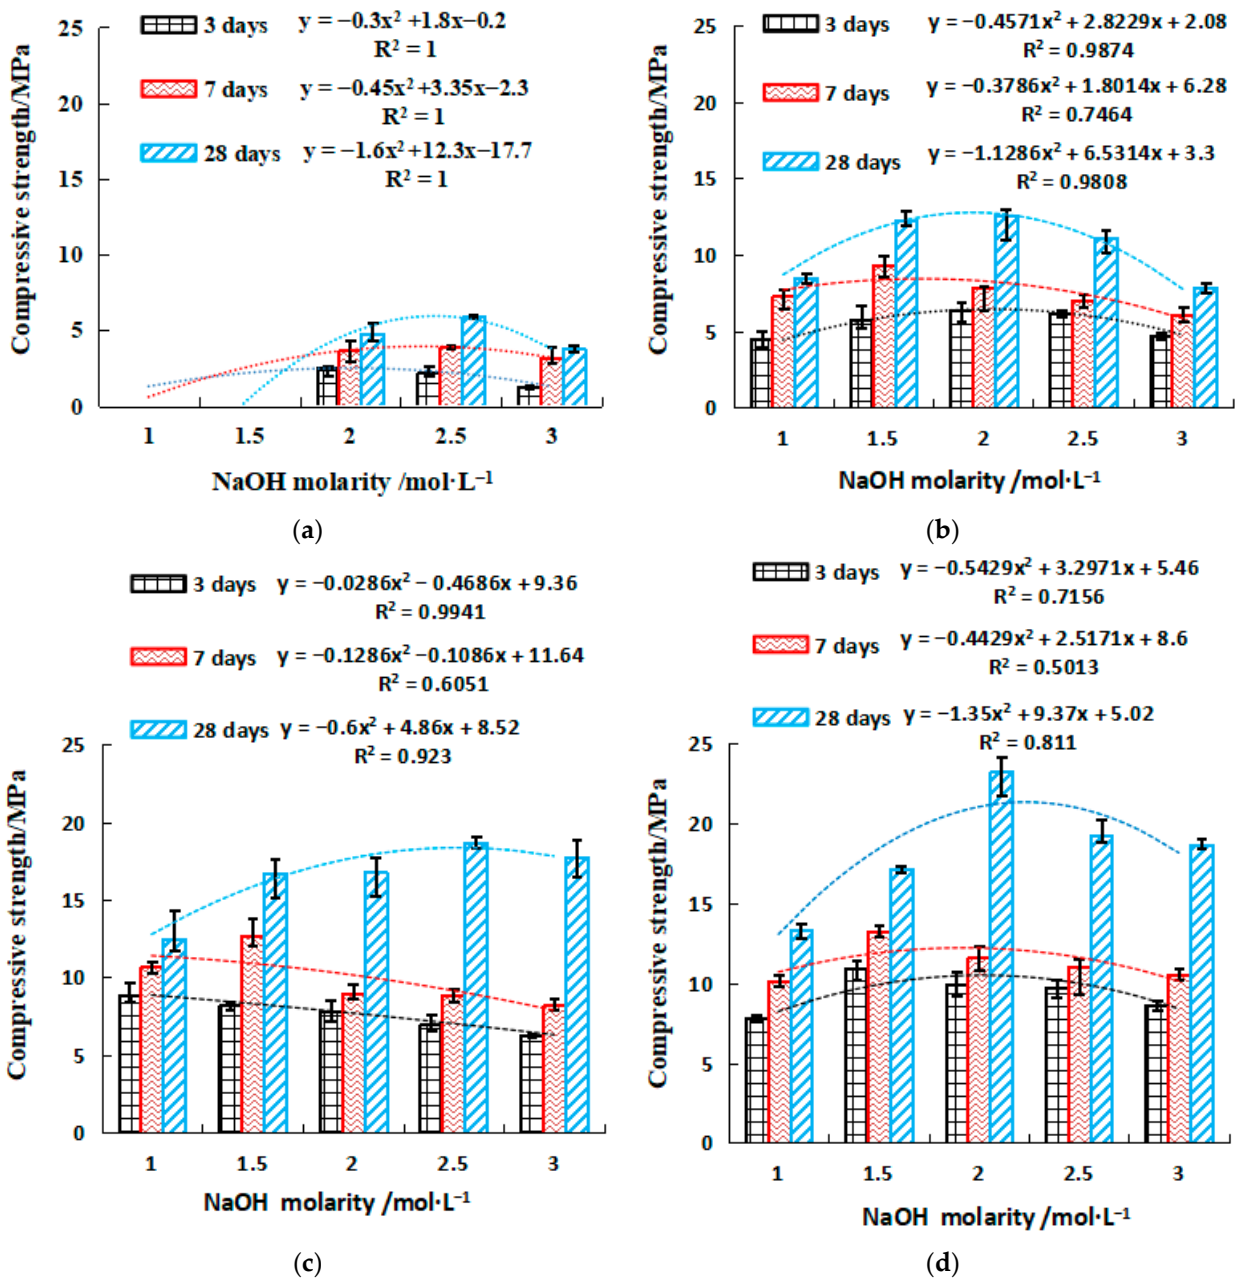 3 days y = −0.3x² +1.8x−0.2
R² = 1
7 days y = −0.45x² +3.35x−2.3
R² = 1
28 days y = −1.6x²+12.3x−17.7
R² = 1
Compressive strength/MPa
25
20
15
10
5
0
1 1.5 2 2.5 3
NaOH molarity /mol·L⁻¹
(a)
3 days y = −0.4571x² + 2.8229x + 2.08
R² = 0.9874
7 days y = −0.3786x² + 1.8014x + 6.28
R² = 0.7464
28 days y = −1.1286x² + 6.5314x + 3.3
R² = 0.9808
Compressive strength/MPa
25
20
15
10
5
0
1 1.5 2 2.5 3
NaOH molarity /mol·L⁻¹
(b)
3 days y = −0.0286x² − 0.4686x + 9.36
R² = 0.9941
7 days y = −0.1286x² −0.1086x + 11.64
R² = 0.6051
28 days y = −0.6x² + 4.86x + 8.52
R² = 0.923
Compressive strength/MPa
25
20
15
10
5
0
1 1.5 2 2.5 3
NaOH molarity /mol·L⁻¹
(c)
3 days y = −0.5429x² + 3.2971x + 5.46
R² = 0.7156
7 days y = −0.4429x² + 2.5171x + 8.6
R² = 0.5013
28 days y = −1.35x² + 9.37x + 5.02
R² = 0.811
Compressive strength/MPa
25
20
15
10
5
0
1 1.5 2 2.5 3
NaOH molarity /mol·L⁻¹
(d)